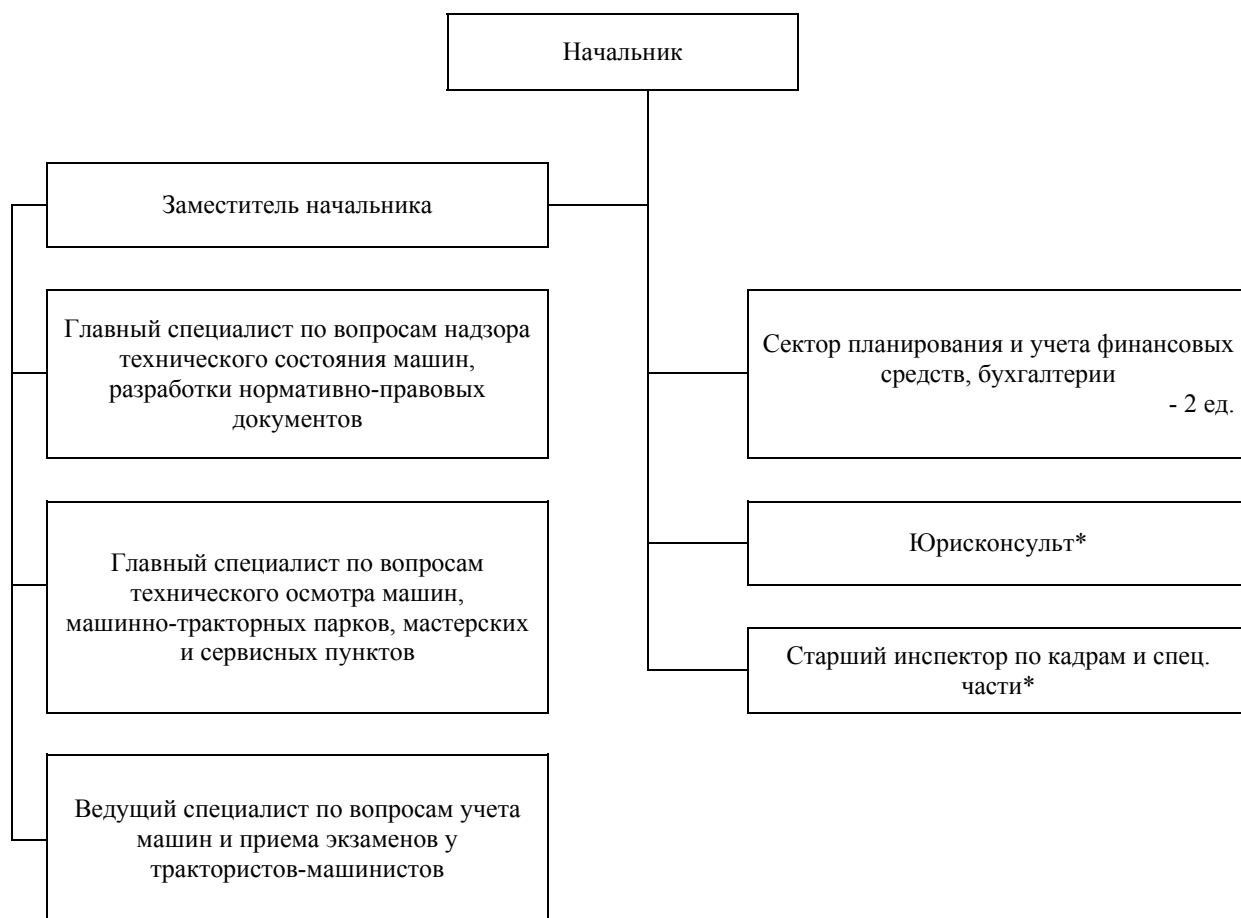 Начальник
Заместитель начальника
Главный специалист по вопросам надзора
технического состояния машин,
разработки нормативно-правовых
документов
Сектор планирования и учета финансовых
средств, бухгалтерии
- 2 ед.
Главный специалист по вопросам
технического осмотра машин,
машинно-тракторных парков, мастерских
и сервисных пунктов
Юрисконсульт*
Старший инспектор по кадрам и спец.
части*
Ведущий специалист по вопросам учета
машин и приема экзаменов у
трактористов-машинистов